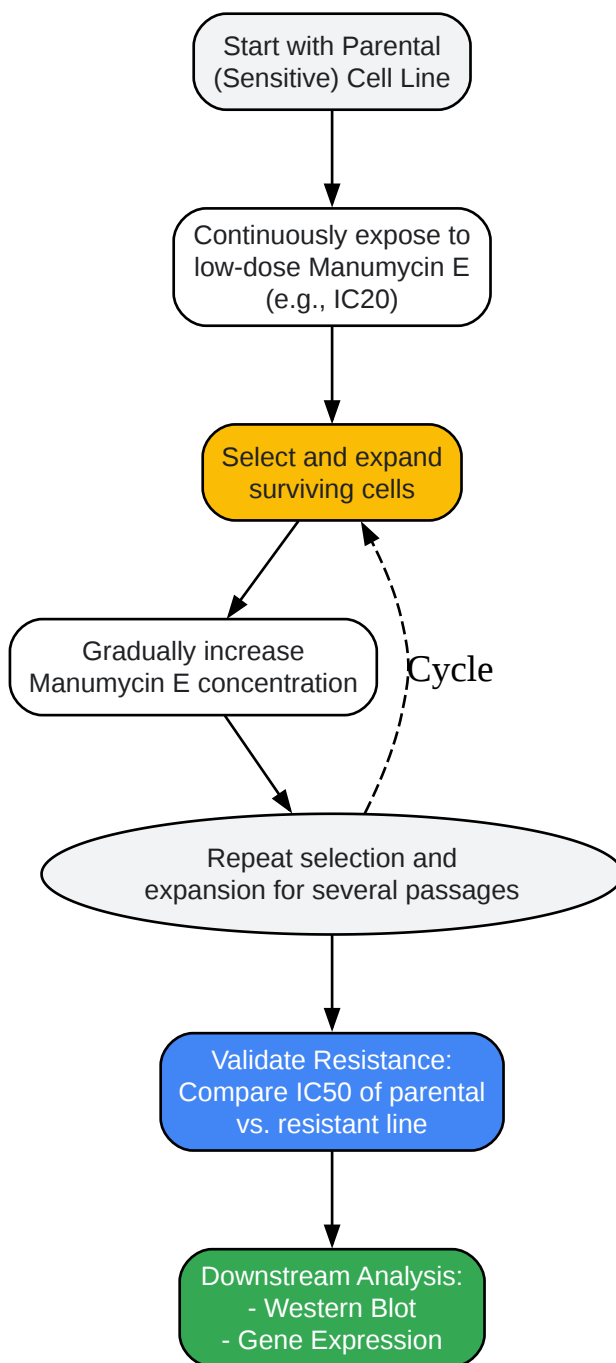 Start with Parental
(Sensitive) Cell Line
Continuously expose to
low-dose Manumycin E
(e.g., IC20)
Select and expand
surviving cells
Gradually increase
Manumycin E concentration
Cycle
Repeat selection and
expansion for several passages
Validate Resistance:
Compare IC50 of parental
vs. resistant line
Downstream Analysis:
- Western Blot
- Gene Expression